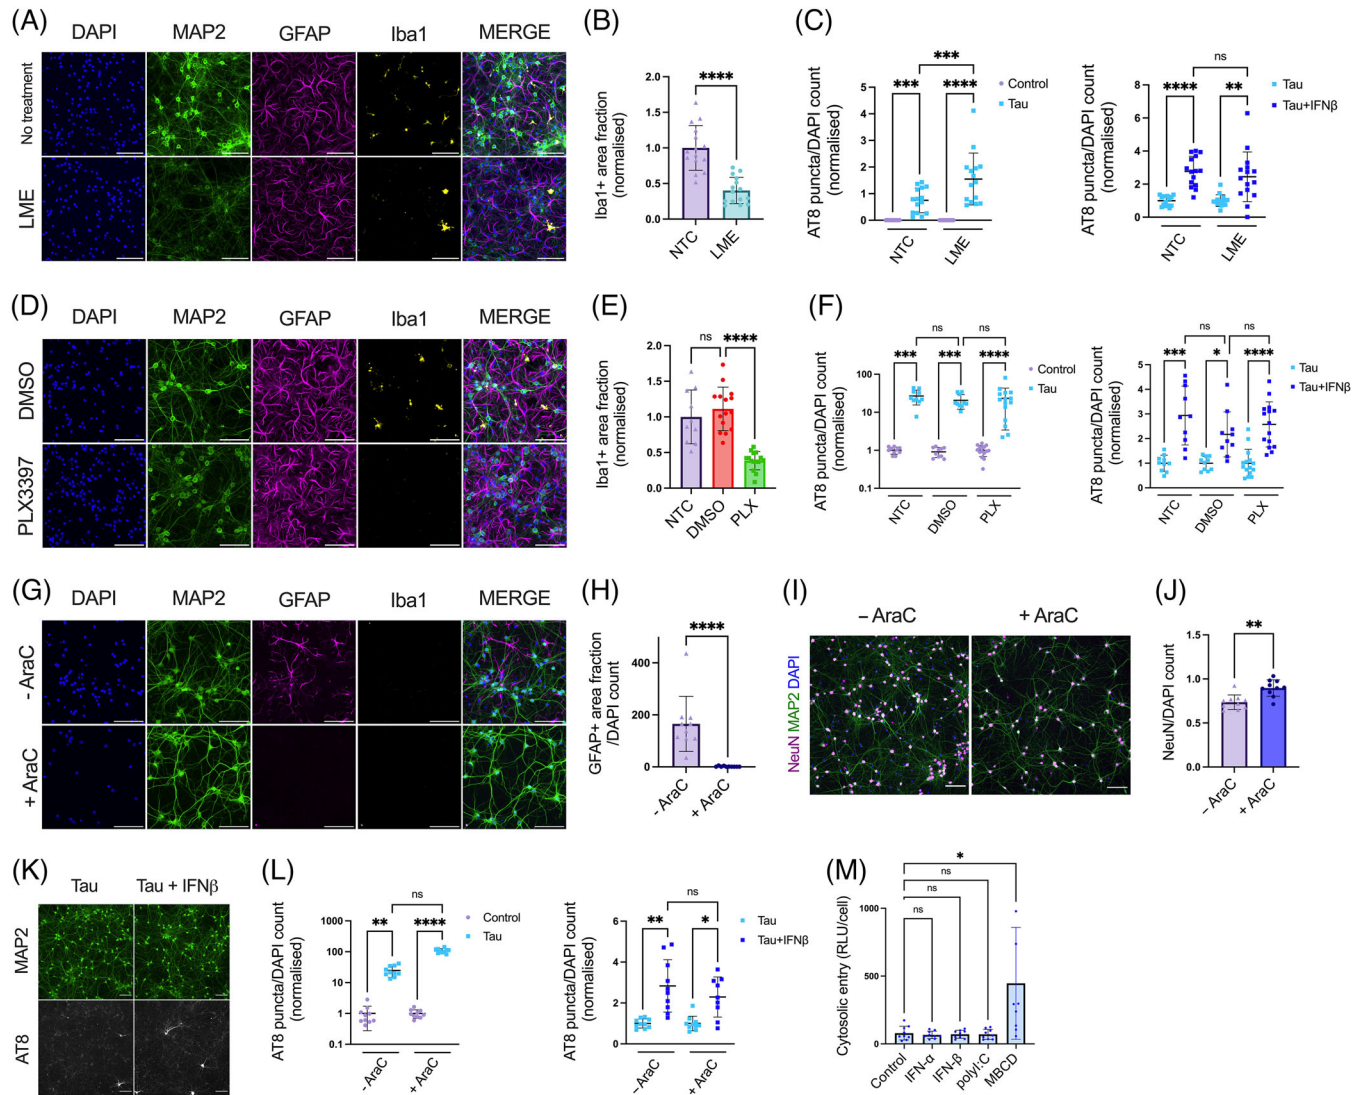 (A)
DAPI MAP2 GFAP Iba1 MERGE
No treatment
LME
(B)
Iba1+ area fraction
(normalised)
2.0
1.5
1.0
0.5
0.0
****
NTC LME
(C)
AT8 puncta/DAPI count
(normalised)
5
4
3
2
1
0
***
*** ****
NTC LME
Control
Tau
AT8 puncta/DAPI count
(normalised)
8
6
4
2
0
ns
**** **
NTC LME
Tau
Tau+IFNβ
(D)
DAPI MAP2 GFAP Iba1 MERGE
DMSO
PLX3397
(E)
Iba1+ area fraction
(normalised)
2.0
1.5
1.0
0.5
0.0
ns ****
NTC DMSO PLX
(F)
AT8 puncta/DAPI count
(normalised)
100
10
1
0.1
ns ns
*** *** ****
NTC DMSO PLX
Control
Tau
AT8 puncta/DAPI count
(normalised)
5
4
3
2
1
0
ns ns
*** * ****
NTC DMSO PLX
Tau
Tau+IFNβ
(G)
DAPI MAP2 GFAP Iba1 MERGE
- AraC
+ AraC
(H)
GFAP+ area fraction
/DAPI count
400
200
0
****
- AraC + AraC
(I)
– AraC + AraC
NeuN MAP2 DAPI
(J)
NeuN/DAPI count
1.5
1.0
0.5
0.0
**
- AraC + AraC
(K)
Tau Tau + IFNβ
MAP2
AT8
(L)
AT8 puncta/DAPI count
(normalised)
1000
100
10
1
0.1
ns
** ****
- AraC + AraC
Control
Tau
AT8 puncta/DAPI count
(normalised)
6
4
2
0
ns
** *
- AraC + AraC
Tau
Tau+IFNβ
(M)
Cytosolic entry (RLU/cell)
1000
500
0
*
ns
ns
ns
Control IFN-α IFN-β polyI:C MBCD